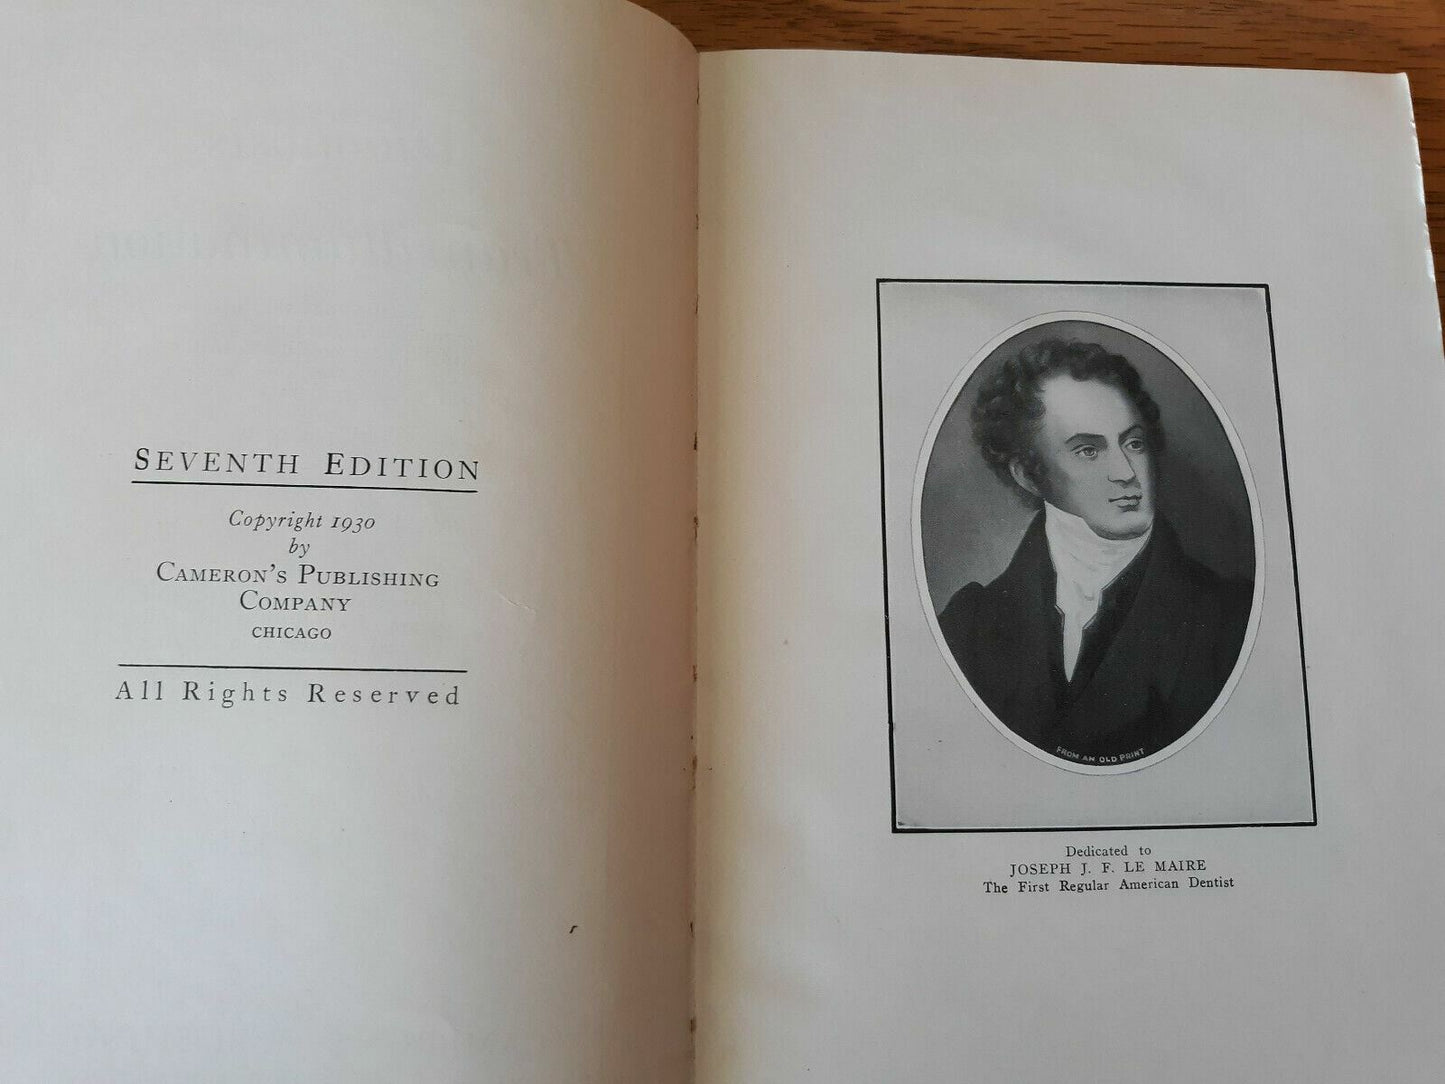 SEVENTH EDITION
Copyright 1930
by
CAMERON'S PUBLISHING
COMPANY
CHICAGO
All Rights Reserved
FROM AN OLD PRINT
Dedicated to
JOSEPH J. F. LE MAIRE
The First Regular American Dentist